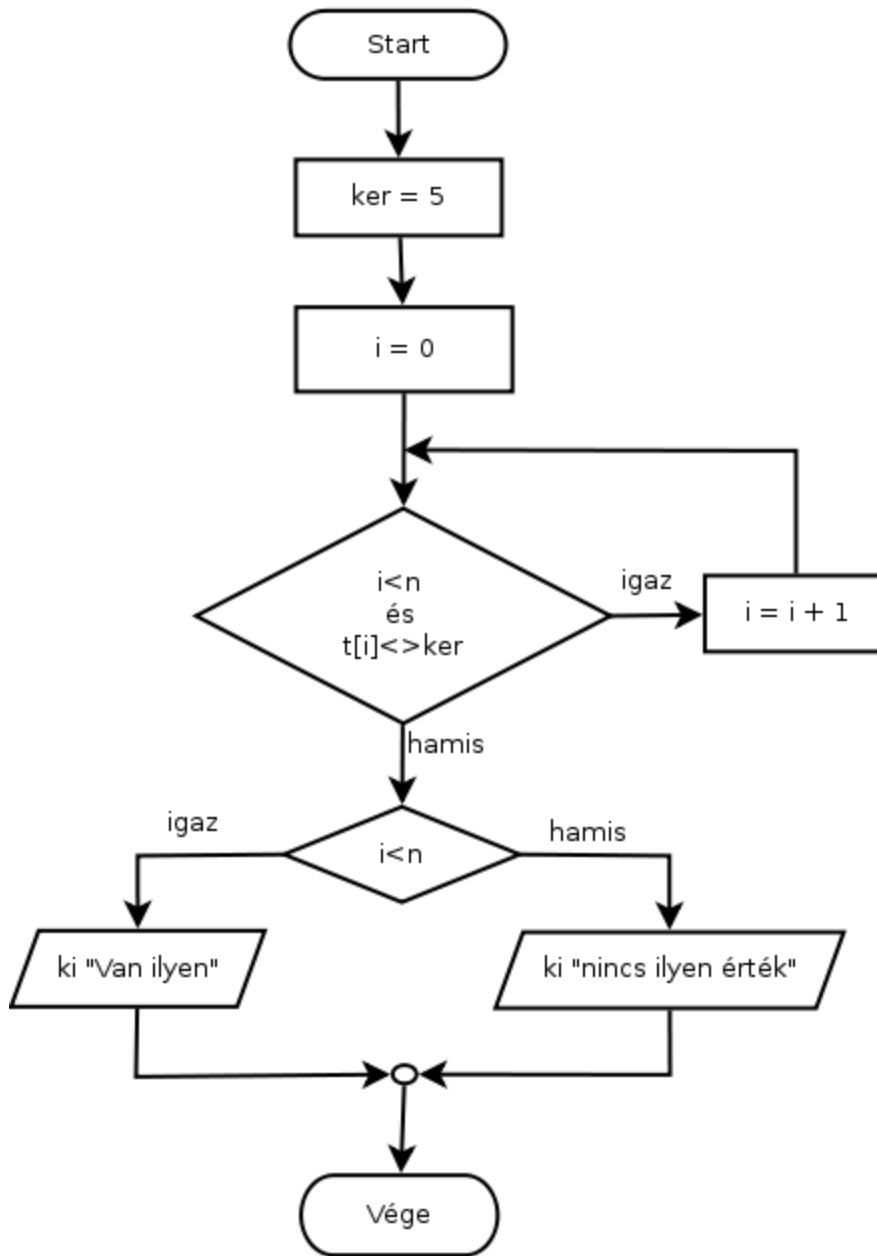 Start
ker = 5
i = 0
i<n
és
t[i]<>ker
igaz
i = i + 1
hamis
igaz
i<n
hamis
ki "Van ilyen"
ki "nincs ilyen érték"
Vége